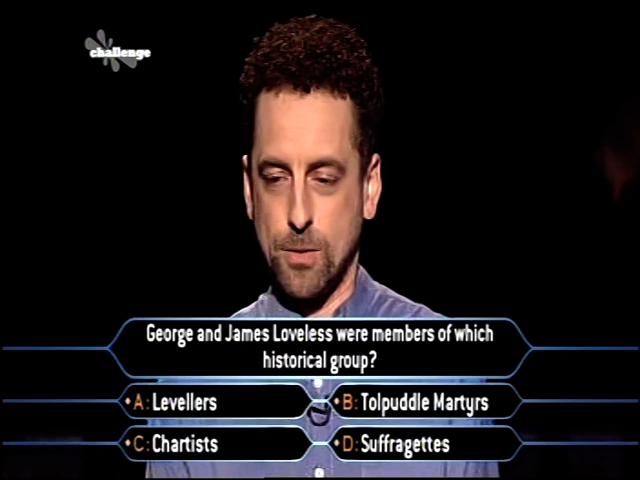 challenge
George and James Loveless were members of which
historical group?
A: Levellers
B: Tolpuddle Martyrs
C: Chartists
D: Suffragettes